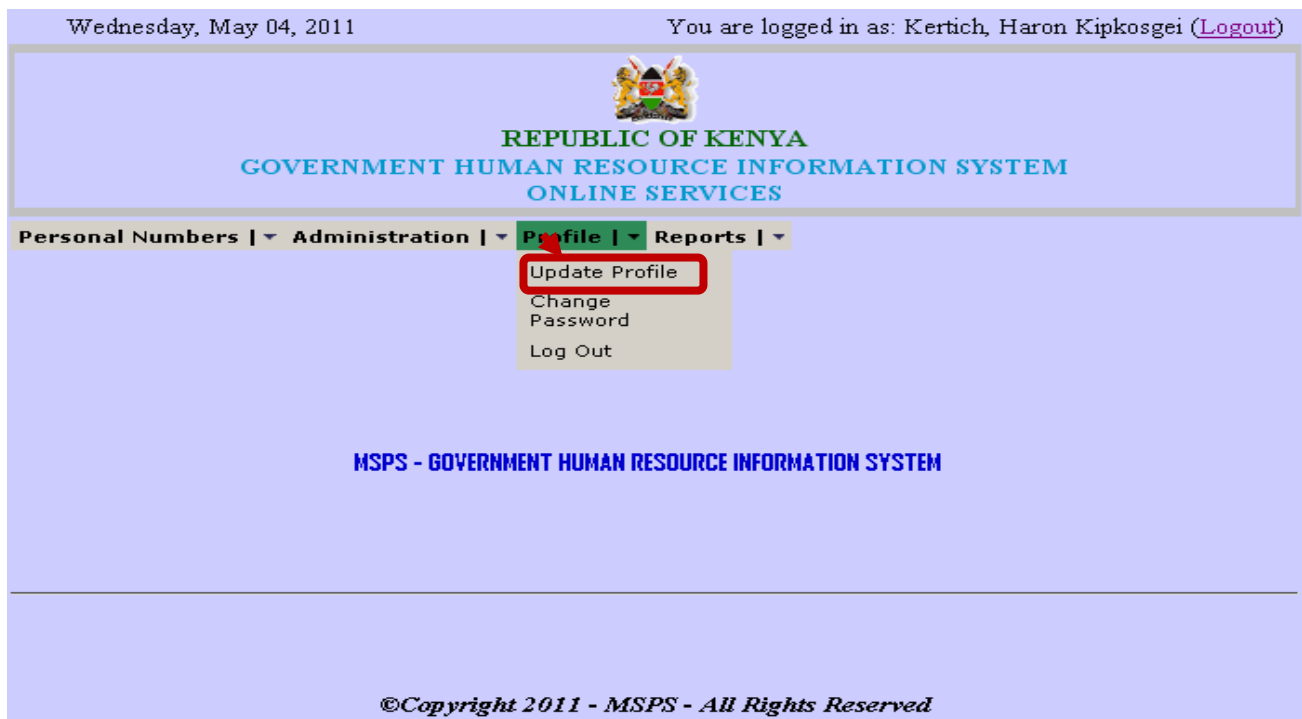 Wednesday, May 04, 2011 You are logged in as: Kertich, Haron Kipkosgei (Logout)
REPUBLIC OF KENYA
GOVERNMENT HUMAN RESOURCE INFORMATION SYSTEM
ONLINE SERVICES
Personal Numbers | Administration | Profile | Reports |
Update Profile
Change
Password
Log Out
MSPS - GOVERNMENT HUMAN RESOURCE INFORMATION SYSTEM
©Copyright 2011 - MSPS - All Rights Reserved